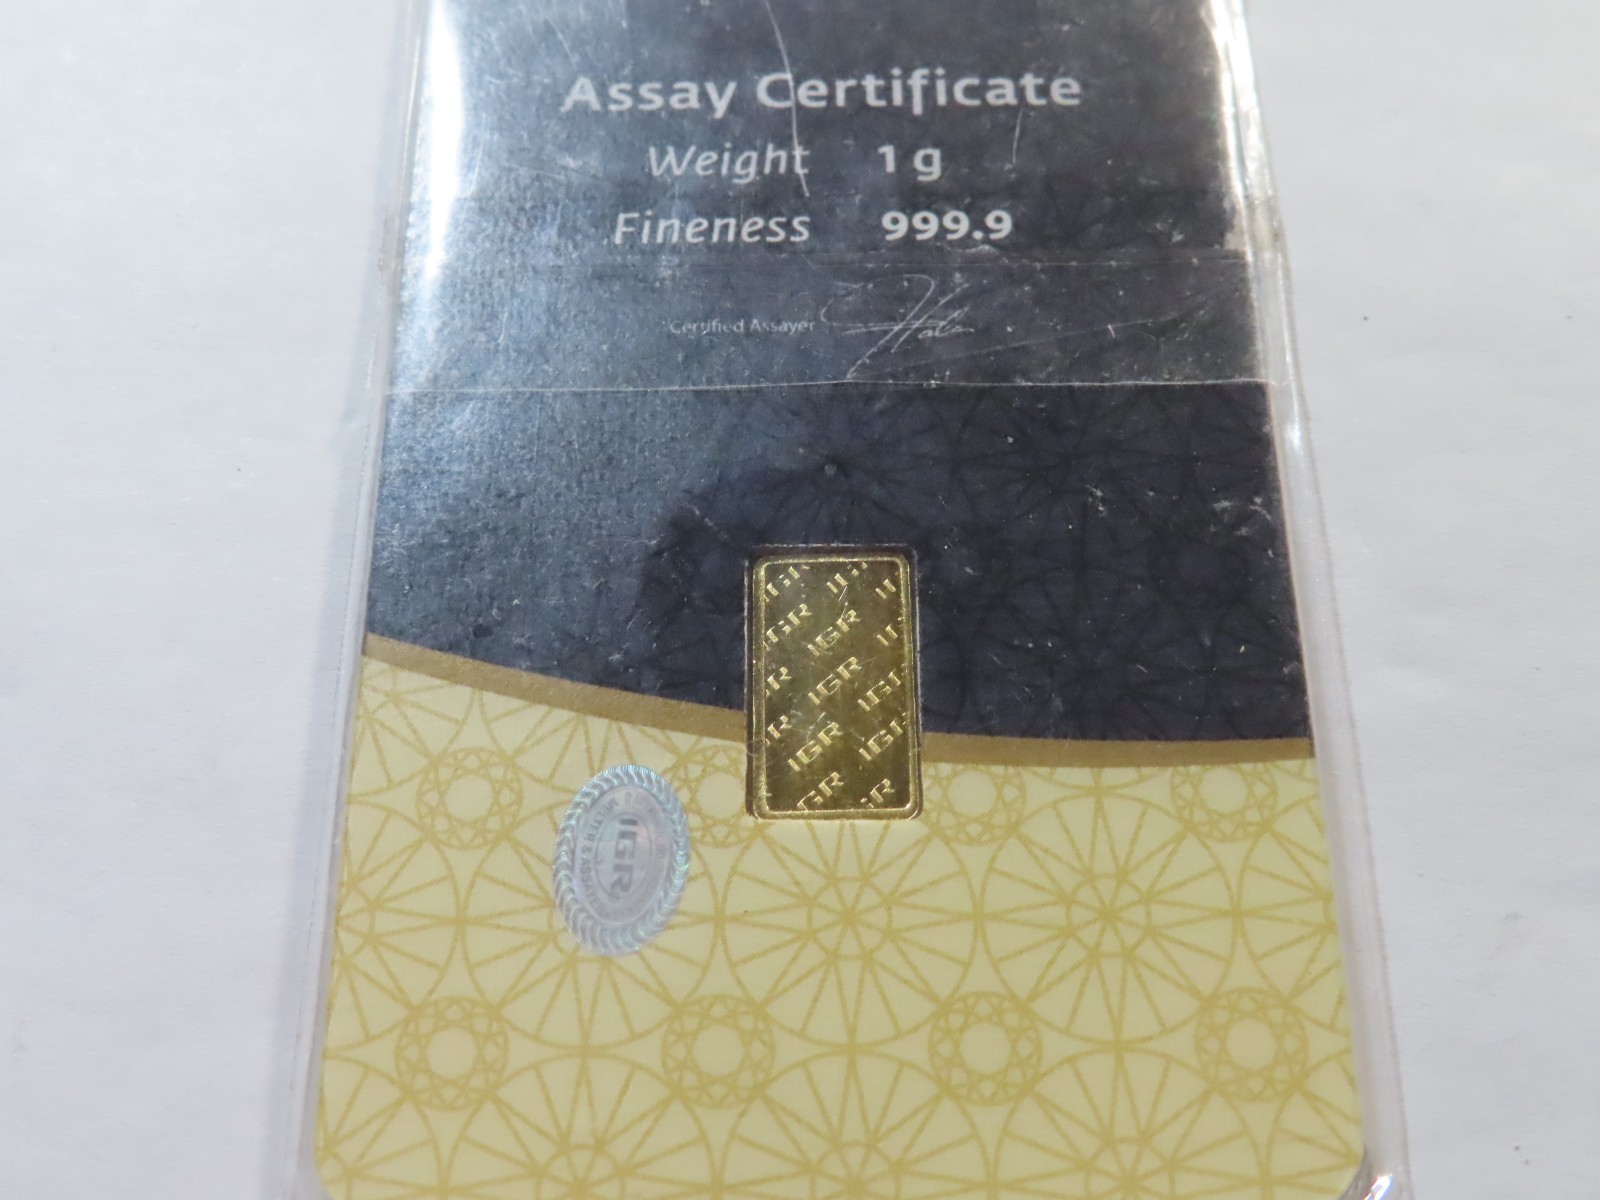 Assay Certificate
Weight 1 g
Fineness 999.9
Certified Assayer
IGR IGR
IGR IGR
IGR IGR
IGR IGR
IGR
IGR